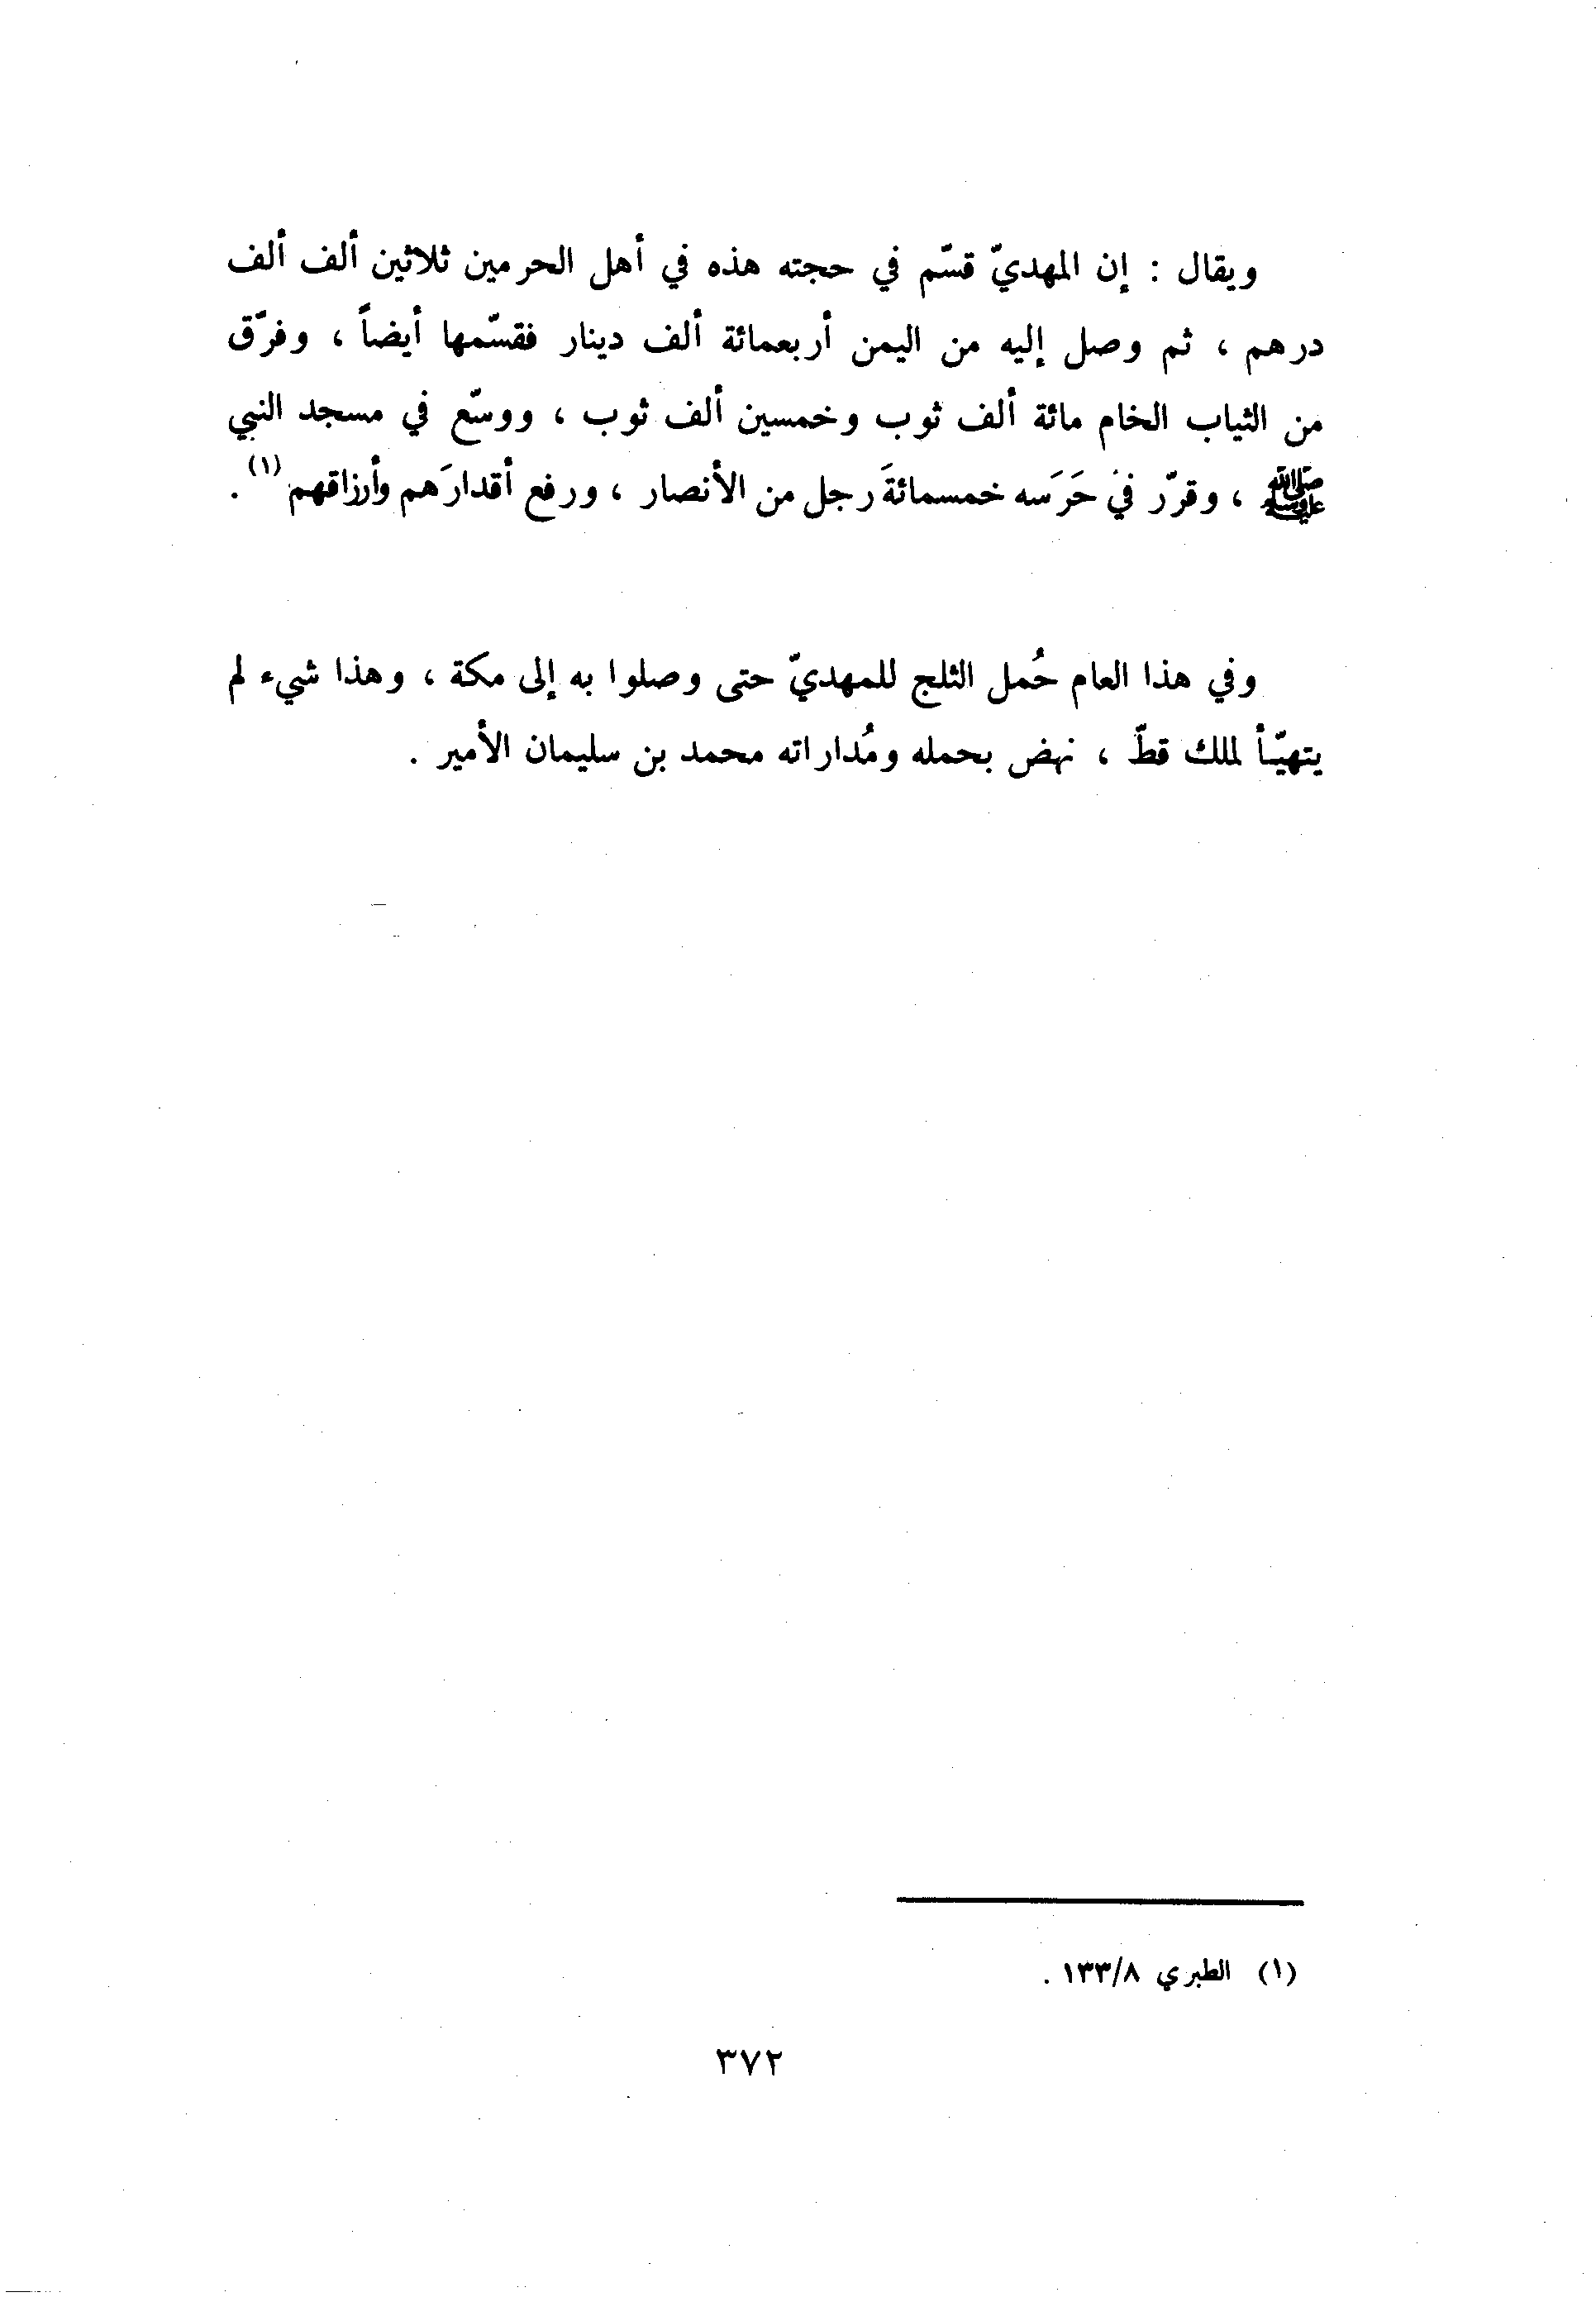 ويقال : إن المهديّ قسّم في حجته هذه في أهل الحرمين ثلاثين ألف ألف
درهم ، ثم وصل إليه من اليمن أربعمائة ألف دينار فقسّمها أيضاً ، وفرّق
من الثياب الخام مائة ألف ثوب وخمسين ألف ثوب ، ووسّع في مسجد النبي
ﷺ ، وقرّر في حَرَسه خمسمائةَ رجل من الأنصار ، ورفع أقدارَهم وأرزاقهم (١) .
وفي هذا العام حُمل الثلج للمهديّ حتى وصلوا به إلى مكة ، وهذا شيء لم
يتهيّأ لملك قطّ ، نهض بحمله ومُداراته محمد بن سليمان الأمير .
(١) الطبري ١٣٣/٨ .
٣٧٢